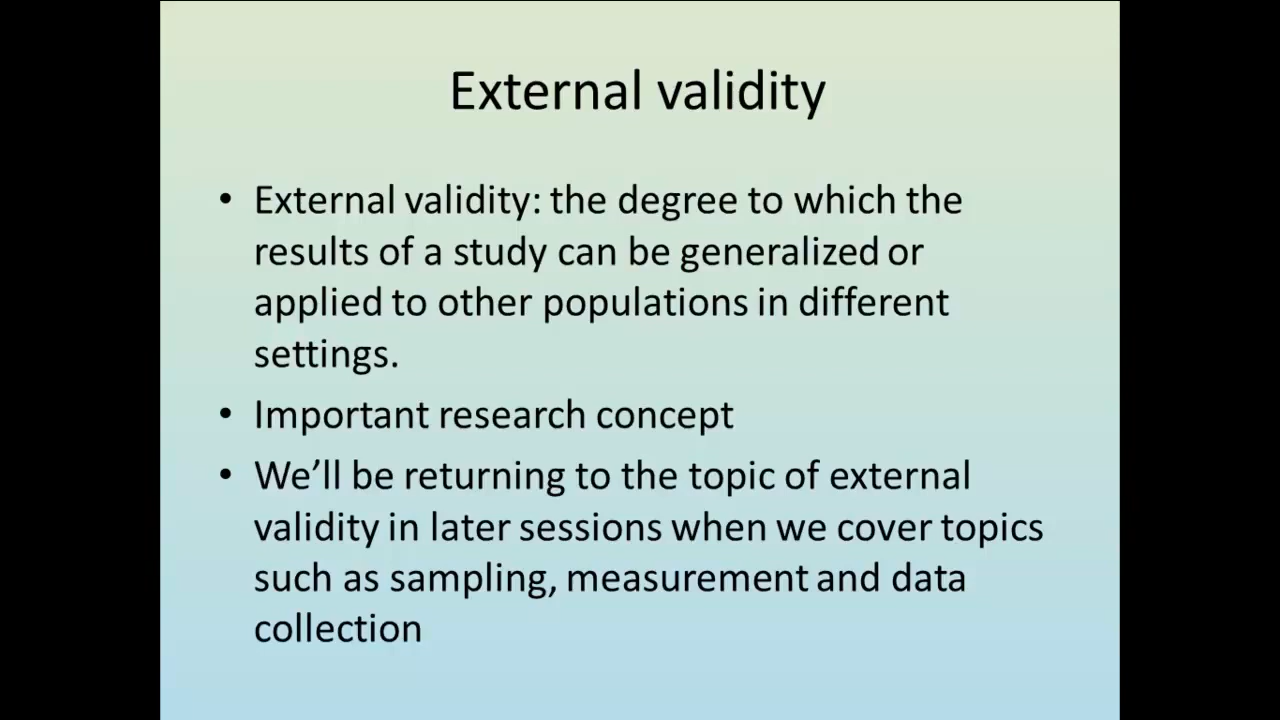 External validity
• External validity: the degree to which the
results of a study can be generalized or
applied to other populations in different
settings.
• Important research concept
• We’ll be returning to the topic of external
validity in later sessions when we cover topics
such as sampling, measurement and data
collection